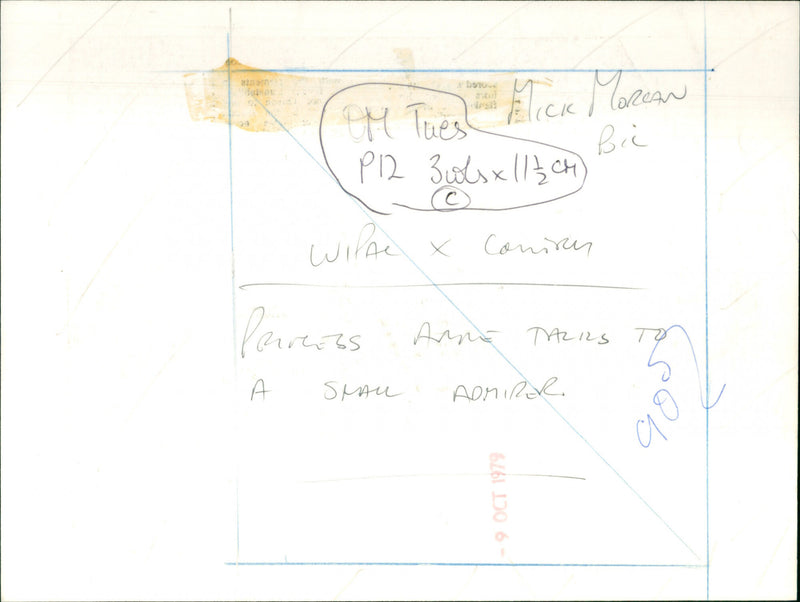 Mick Morgan
Bic
OM Tues
P12 3cols x 11½ cm
C
Princess Anne talks to
a small admirer.
905
- 9 OCT 1979